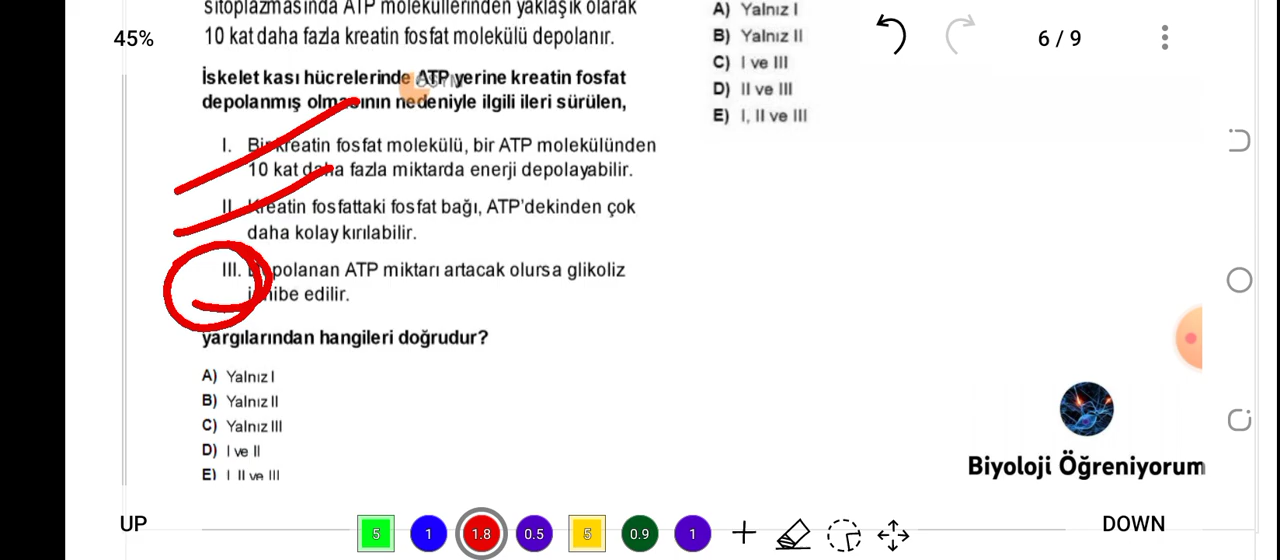 sitoplazmasında ATP moleküllerinden yaklaşık olarak
10 kat daha fazla kreatin fosfat molekülü depolanır.
İskelet kası hücrelerinde ATP yerine kreatin fosfat
depolanmış olmasının nedeniyle ilgili ileri sürülen,
I. Bir kreatin fosfat molekülü, bir ATP molekülünden
10 kat daha fazla miktarda enerji depolayabilir.
II. Kreatin fosfattaki fosfat bağı, ATP'dekinden çok
daha kolay kırılabilir.
III. Depolanan ATP miktarı artacak olursa glikoliz
inhibe edilir.
yargılarından hangileri doğrudur?
A) Yalnız I
B) Yalnız II
C) Yalnız III
D) I ve II
E) I II ve III
A) Yalnız I
B) Yalnız II
C) I ve III
D) II ve III
E) I, II ve III
45%
6 / 9
Biyoloji Öğreniyorum
UP
DOWN
5 1 1.8 0.5 5 0.9 1